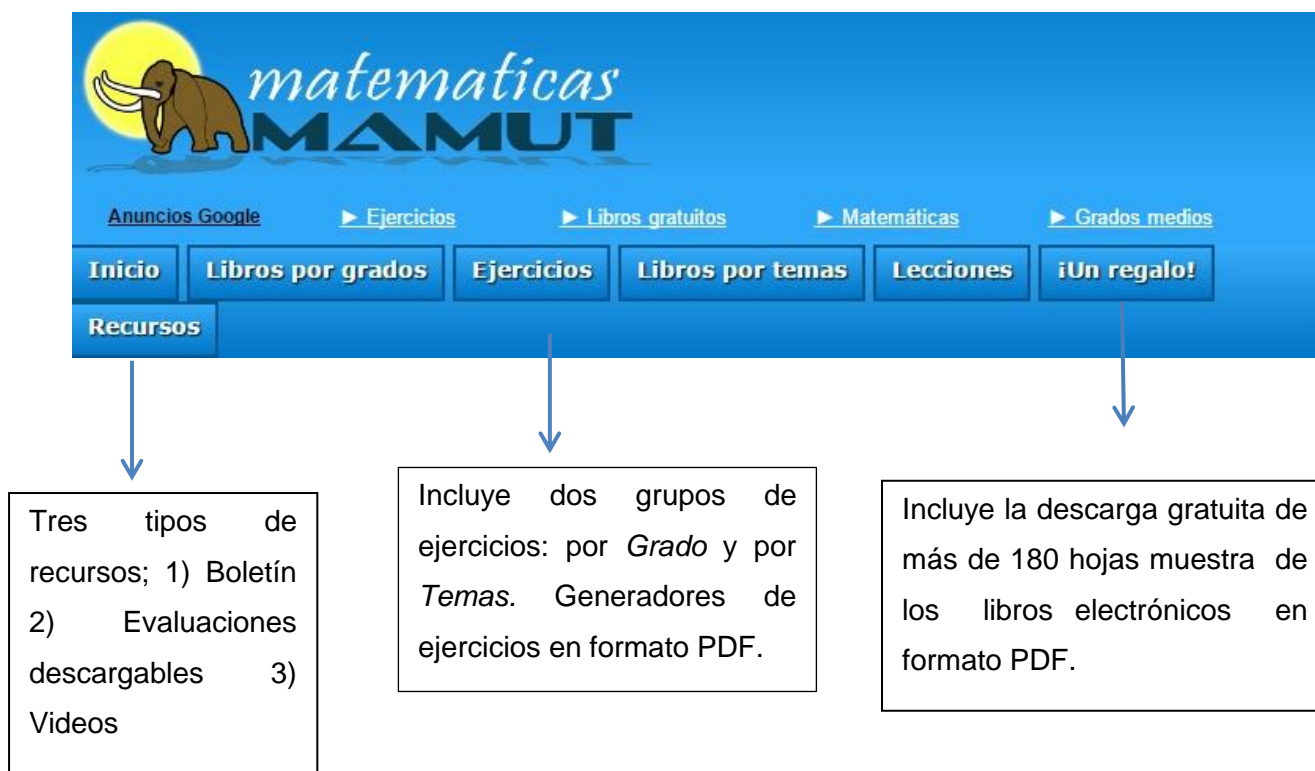 matematicas
MAMUT
Anuncios Google ► Ejercicios ► Libros gratuitos ► Matemáticas ► Grados medios
Inicio Libros por grados Ejercicios Libros por temas Lecciones ¡Un regalo!
Recursos
Tres tipos de
recursos; 1) Boletín
2) Evaluaciones
descargables 3)
Videos
Incluye dos grupos de
ejercicios: por Grado y por
Temas. Generadores de
ejercicios en formato PDF.
Incluye la descarga gratuita de
más de 180 hojas muestra de
los libros electrónicos en
formato PDF.